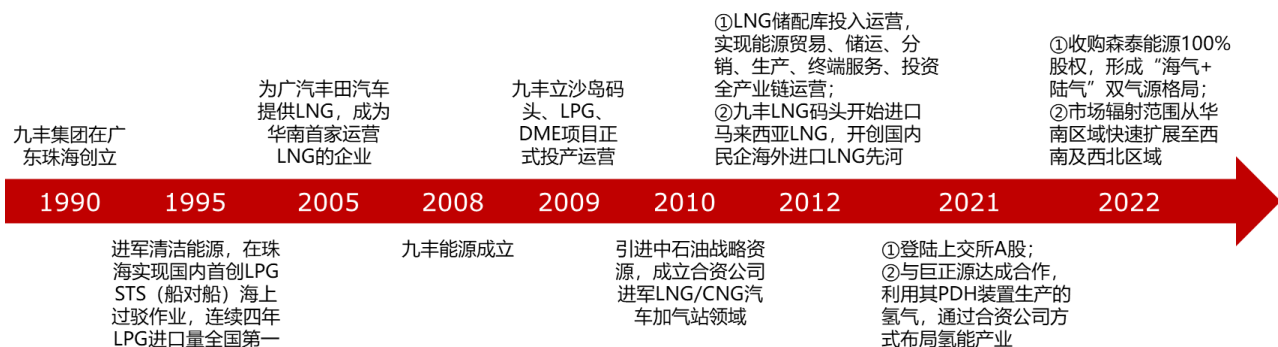 九丰集团在广
东珠海创立
为广汽丰田汽车
提供LNG，成为
华南首家运营
LNG的企业
九丰立沙岛码
头、LPG、
DME项目正
式投产运营
①LNG储配库投入运营，
实现能源贸易、储运、分
销、生产、终端服务、投资
全产业链运营；
②九丰LNG码头开始进口
马来西亚LNG，开创国内
民企海外进口LNG先河
①收购森泰能源100%
股权，形成“海气+
陆气”双气源格局；
②市场辐射范围从华
南区域快速扩展至西
南及西北区域
1990 1995 2005 2008 2009 2010 2012 2021 2022
进军清洁能源，在珠
海实现国内首创LPG
STS（船对船）海上
过驳作业，连续四年
LPG进口量全国第一
九丰能源成立
引进中石油战略资
源，成立合资公司
进军LNG/CNG汽
车加气站领域
①登陆上交所A股；
②与巨正源达成合作，
利用其PDH装置生产的
氢气，通过合资公司方
式布局氢能产业